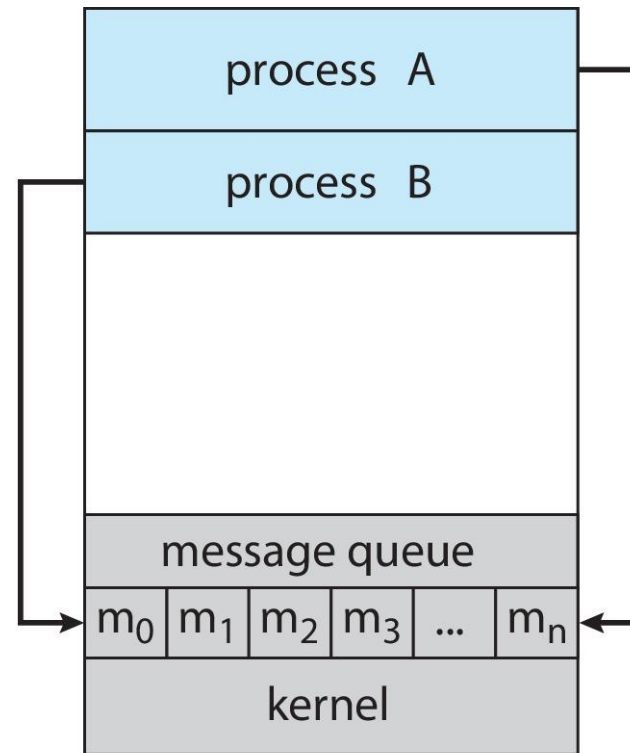 process A
process B
message queue
m₀ m₁ m₂ m₃ ... mₙ
kernel